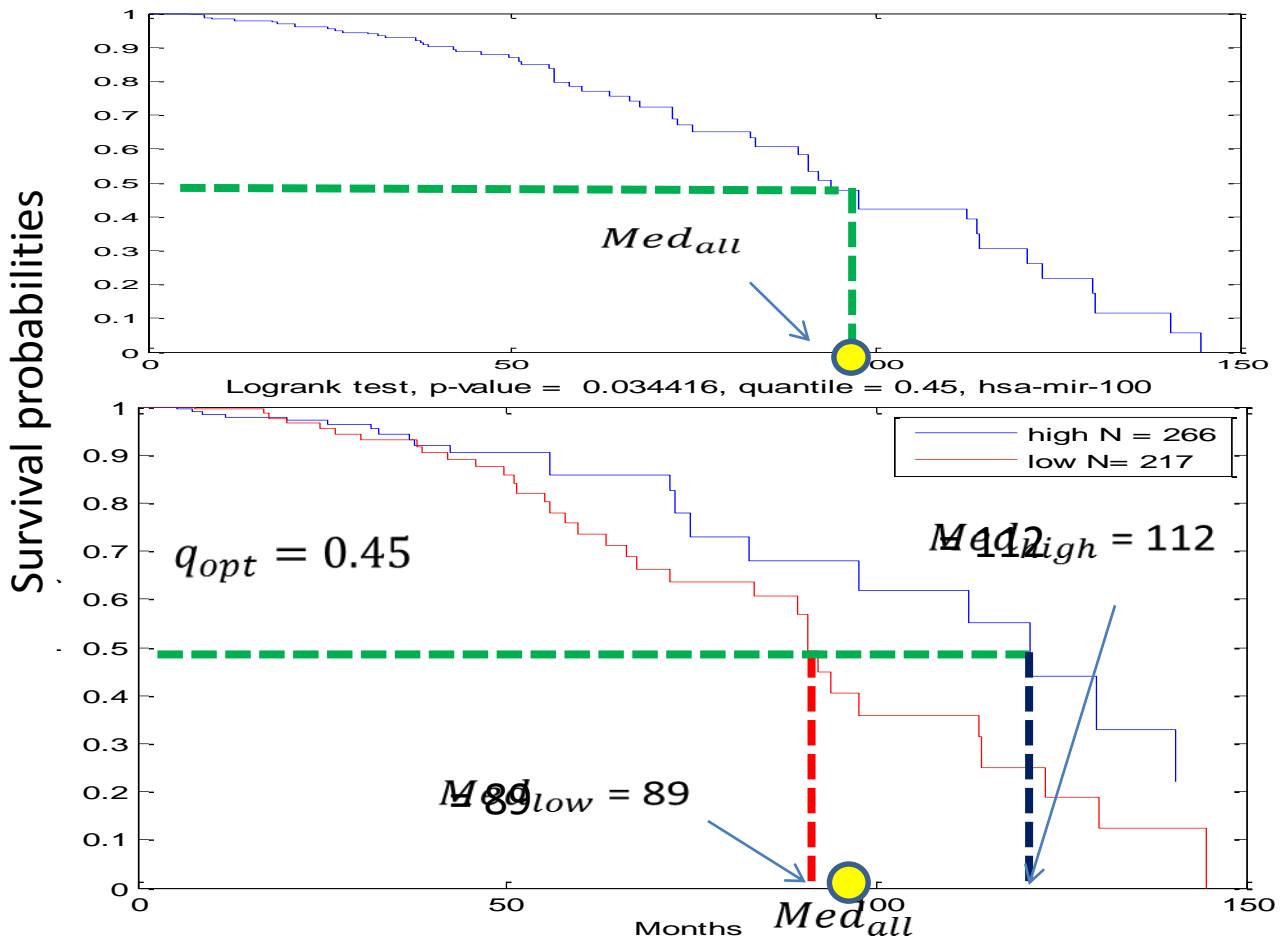 Survival probabilities
1
0.9
0.8
0.7
0.6
0.5
0.4
0.3
0.2
0.1
0
Med_all
0 50 00 150
Logrank test, p-value = 0.034416, quantile = 0.45, hsa-mir-100
1
0.9
0.8
0.7
0.6
0.5
0.4
0.3
0.2
0.1
0
high N = 266
low N= 217
q_opt = 0.45
Med_high = 112
= 112
Med_low = 89
= 89
0 50 100 150
Months
Med_all